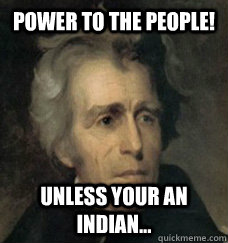 POWER TO THE PEOPLE!
UNLESS YOUR AN
INDIAN...
quickmeme.com